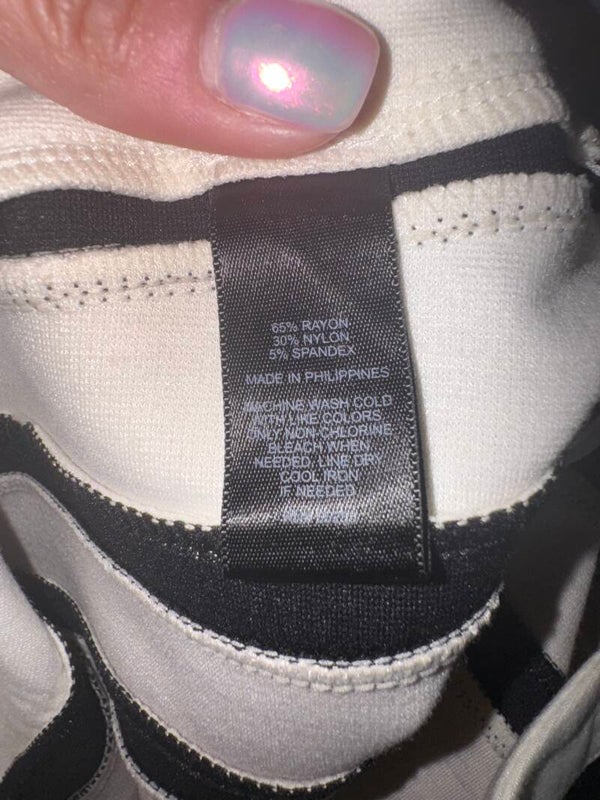 65% RAYON
30% NYLON
5% SPANDEX
MADE IN PHILIPPINES
MACHINE WASH COLD
WITH LIKE COLORS
ONLY NON-CHLORINE
BLEACH WHEN
NEEDED, LINE DRY
COOL IRON
IF NEEDED